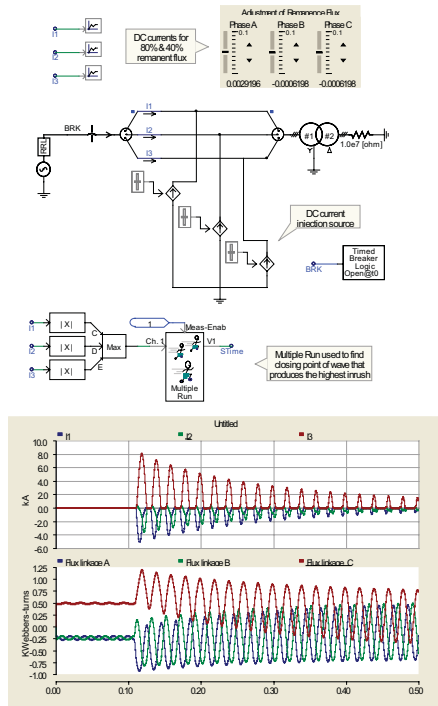 Adjustment of Remanence Flux
Phase A Phase B Phase C
0.1 0.1 0.1
0.0029196 -0.0006198 -0.0006198
I1
I2
I3
DC currents for
80% & 40%
remanent flux
I1
BRK
I2
I3
RRL
#1 #2
1.0e7 [ohm]
DC current
injection source
BRK
Timed
Breaker
Logic
Open@t0
I1 |X| C
I2 |X| D Max
I3 |X| E
1 Meas-Enab
Ch. 1 V1
STime
Multiple
Run
Multiple Run used to find
closing point of wave that
produces the highest inrush
Untitled
I1 I2 I3
kA
10.0
8.0
6.0
4.0
2.0
0.0
-2.0
-4.0
-6.0
Flux linkage A Flux linkage B Flux linkage C
KWebbers-turns
1.25
1.00
0.75
0.50
0.25
0.00
-0.25
-0.50
-0.75
-1.00
0.00 0.10 0.20 0.30 0.40 0.50